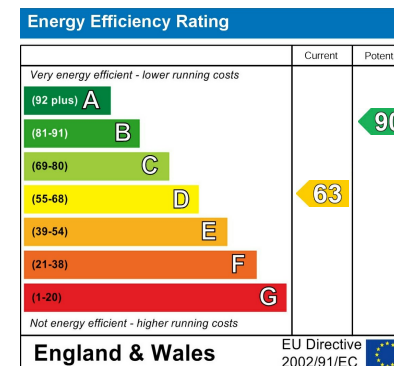 Energy Efficiency Rating
Current Potent
Very energy efficient - lower running costs
(92 plus) A
(81-91) B
90
(69-80) C
(55-68) D
63
(39-54) E
(21-38) F
(1-20) G
Not energy efficient - higher running costs
England & Wales
EU Directive
2002/91/EC